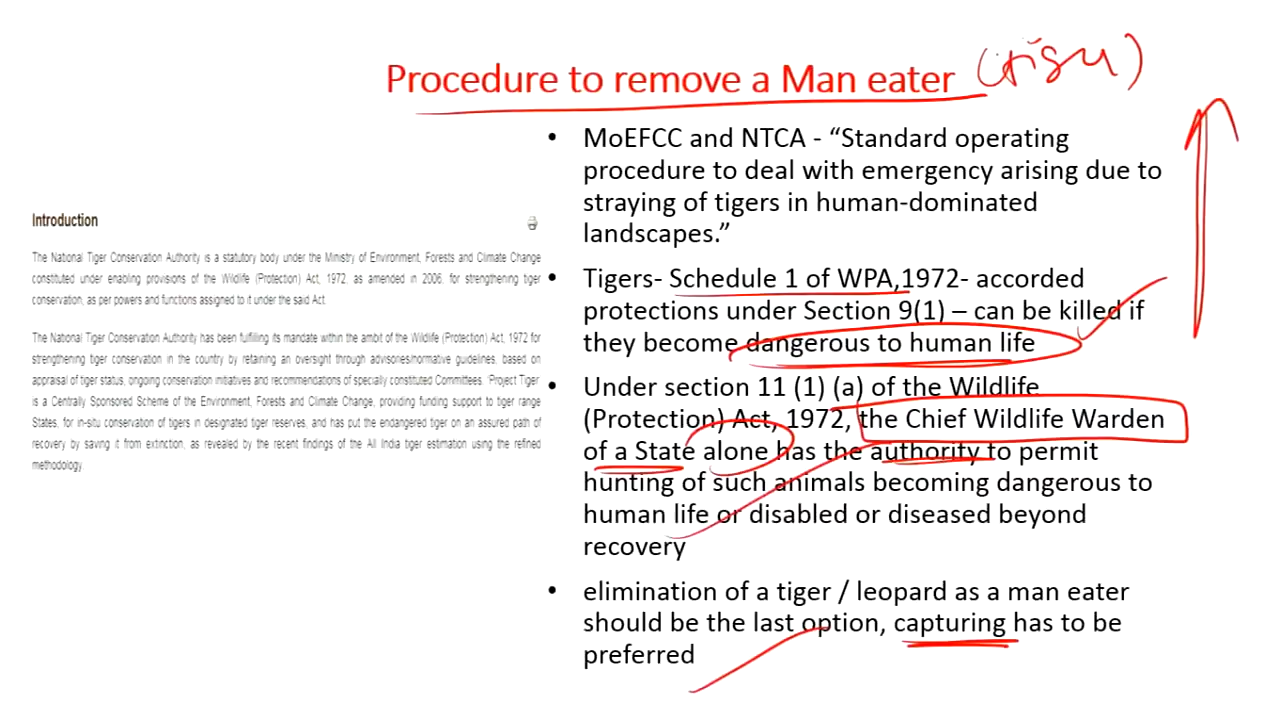 Procedure to remove a Man eater (tiger)
Introduction
The National Tiger Conservation Authority is a statutory body under the Ministry of Environment, Forests and Climate Change
constituted under enabling provisions of the Wildlife (Protection) Act, 1972, as amended in 2006, for strengthening tiger
conservation, as per powers and functions assigned to it under the said Act.
The National Tiger Conservation Authority has been fulfilling its mandate within the ambit of the Wildlife (Protection) Act, 1972 for
strengthening tiger conservation in the country by retaining an oversight through advisories/normative guidelines, based on
appraisal of tiger status, ongoing conservation initiatives and recommendations of specially constituted Committees. 'Project Tiger'
is a Centrally Sponsored Scheme of the Environment, Forests and Climate Change, providing funding support to tiger range
States, for in-situ conservation of tigers in designated tiger reserves, and has put the endangered tiger on an assured path of
recovery by saving it from extinction, as revealed by the recent findings of the All India tiger estimation using the refined
methodology.
• MoEFCC and NTCA - “Standard operating
procedure to deal with emergency arising due to
straying of tigers in human-dominated
landscapes.”
• Tigers- Schedule 1 of WPA,1972- accorded
protections under Section 9(1) – can be killed if
they become dangerous to human life
• Under section 11 (1) (a) of the Wildlife
(Protection) Act, 1972, the Chief Wildlife Warden
of a State alone has the authority to permit
hunting of such animals becoming dangerous to
human life or disabled or diseased beyond
recovery
• elimination of a tiger / leopard as a man eater
should be the last option, capturing has to be
preferred